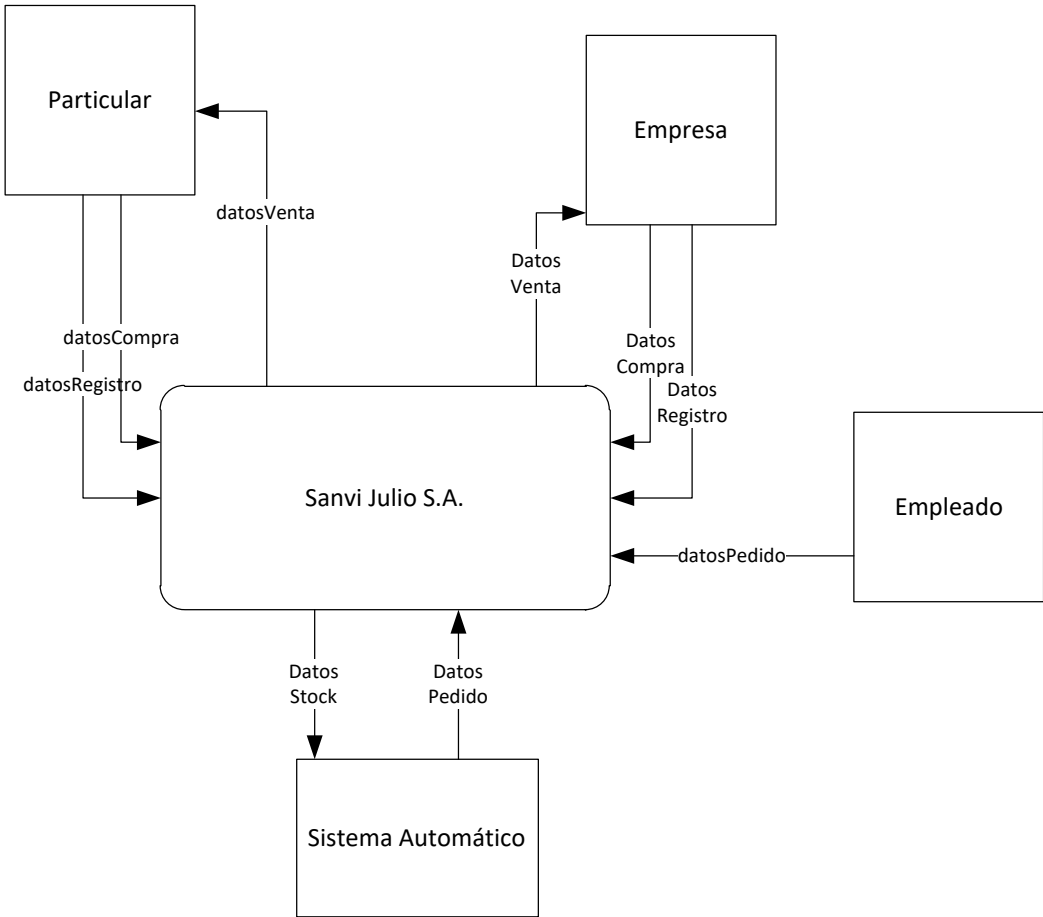 Particular
Empresa
datosVenta
Datos
Venta
datosCompra
Datos
Compra
datosRegistro
Datos
Registro
Sanvi Julio S.A.
Empleado
datosPedido
Datos
Stock
Datos
Pedido
Sistema Automático